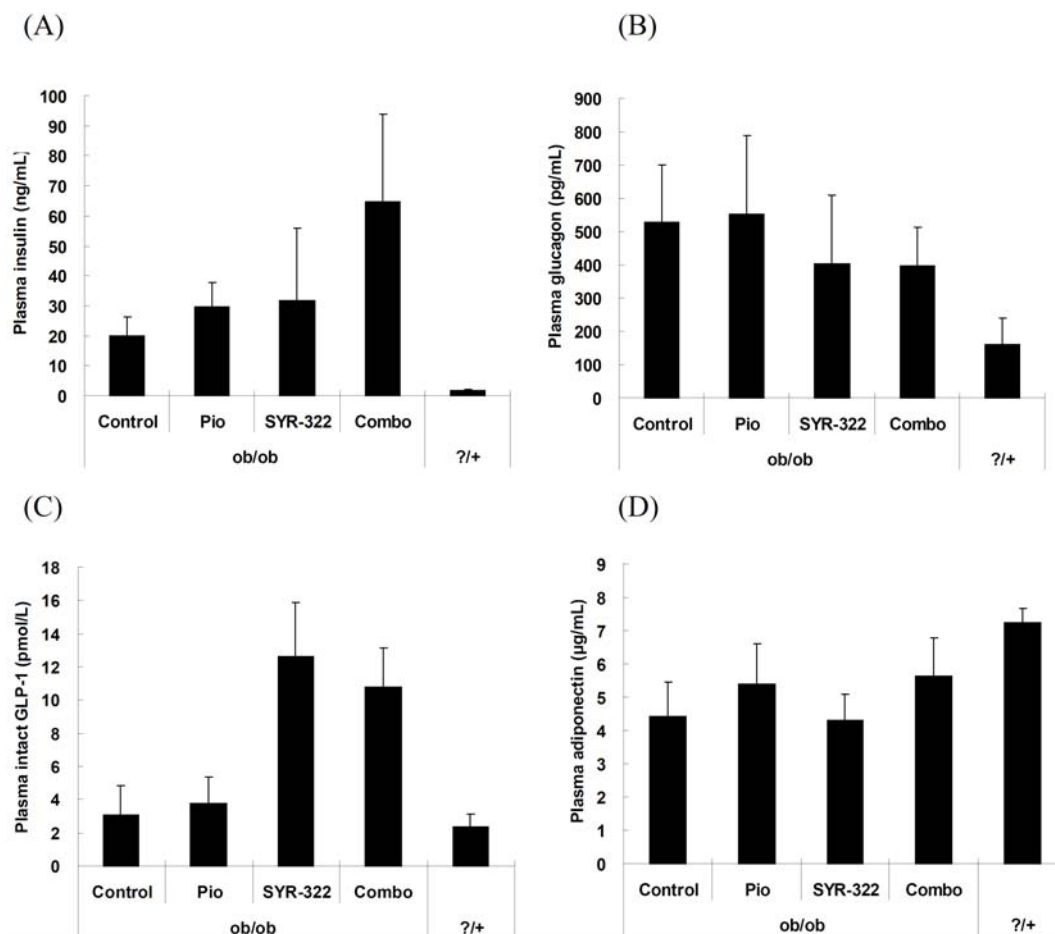 (A)
Plasma insulin (ng/mL)
100
90
80
70
60
50
40
30
20
10
0
Control Pio SYR-322 Combo
ob/ob ?/+
(B)
Plasma glucagon (pg/mL)
900
800
700
600
500
400
300
200
100
0
Control Pio SYR-322 Combo
ob/ob ?/+
(C)
Plasma intact GLP-1 (pmol/L)
18
16
14
12
10
8
6
4
2
0
Control Pio SYR-322 Combo
ob/ob ?/+
(D)
Plasma adiponectin (μg/mL)
9
8
7
6
5
4
3
2
1
0
Control Pio SYR-322 Combo
ob/ob ?/+